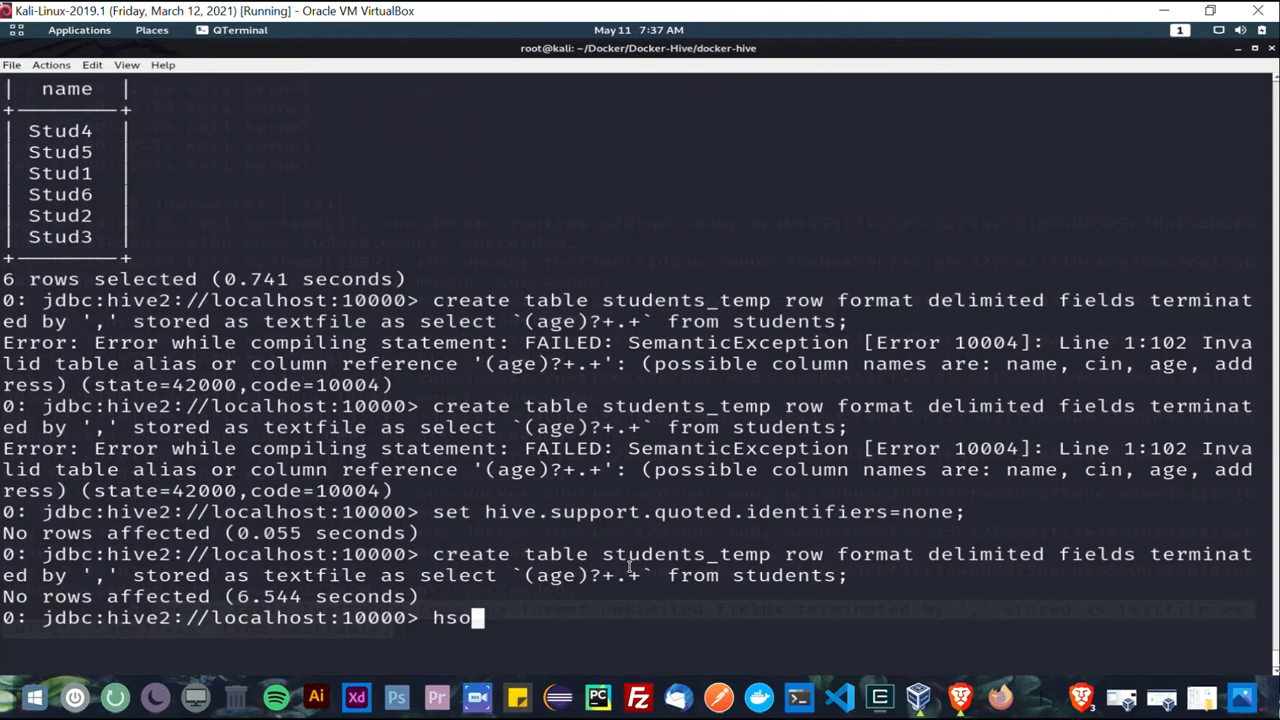 Kali-Linux-2019.1 (Friday, March 12, 2021) [Running] - Oracle VM VirtualBox
Applications Places QTerminal May 11 7:37 AM 1
root@kali: ~/Docker/Docker-Hive/docker-hive
File Actions Edit View Help
| name |
Stud4
Stud5
Stud1
Stud6
Stud2
Stud3
6 rows selected (0.741 seconds)
0: jdbc:hive2://localhost:10000> create table students_temp row format delimited fields terminat
ed by ',' stored as textfile as select `(age)?+.+` from students;
Error: Error while compiling statement: FAILED: SemanticException [Error 10004]: Line 1:102 Inva
lid table alias or column reference '(age)?+.+': (possible column names are: name, cin, age, add
ress) (state=42000,code=10004)
0: jdbc:hive2://localhost:10000> create table students_temp row format delimited fields terminat
ed by ',' stored as textfile as select `(age)?+.+` from students;
Error: Error while compiling statement: FAILED: SemanticException [Error 10004]: Line 1:102 Inva
lid table alias or column reference '(age)?+.+': (possible column names are: name, cin, age, add
ress) (state=42000,code=10004)
0: jdbc:hive2://localhost:10000> set hive.support.quoted.identifiers=none;
No rows affected (0.055 seconds)
0: jdbc:hive2://localhost:10000> create table students_temp row format delimited fields terminat
ed by ',' stored as textfile as select `(age)?+.+` from students;
No rows affected (6.544 seconds)
0: jdbc:hive2://localhost:10000> hso
Ai Xd Ps Pr PC FZ